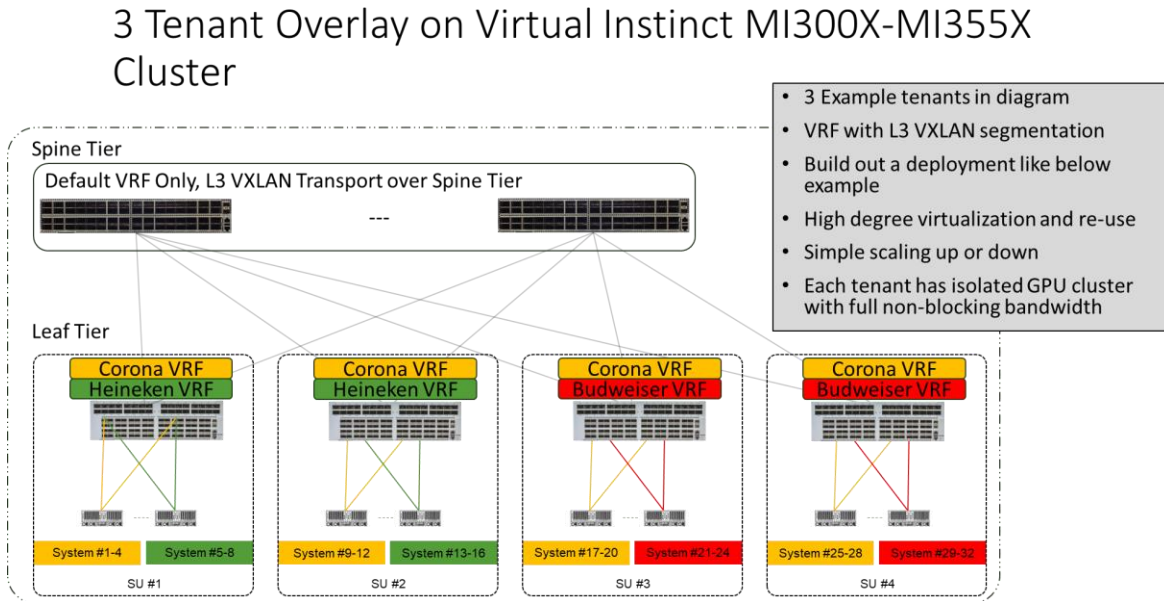 3 Tenant Overlay on Virtual Instinct MI300X-MI355X
Cluster
• 3 Example tenants in diagram
• VRF with L3 VXLAN segmentation
• Build out a deployment like below
example
• High degree virtualization and re-use
• Simple scaling up or down
• Each tenant has isolated GPU cluster
with full non-blocking bandwidth
Spine Tier
Default VRF Only, L3 VXLAN Transport over Spine Tier
---
Leaf Tier
Corona VRF
Heineken VRF
System #1-4
System #5-8
SU #1
Corona VRF
Heineken VRF
System #9-12
System #13-16
SU #2
Corona VRF
Budweiser VRF
System #17-20
System #21-24
SU #3
Corona VRF
Budweiser VRF
System #25-28
System #29-32
SU #4